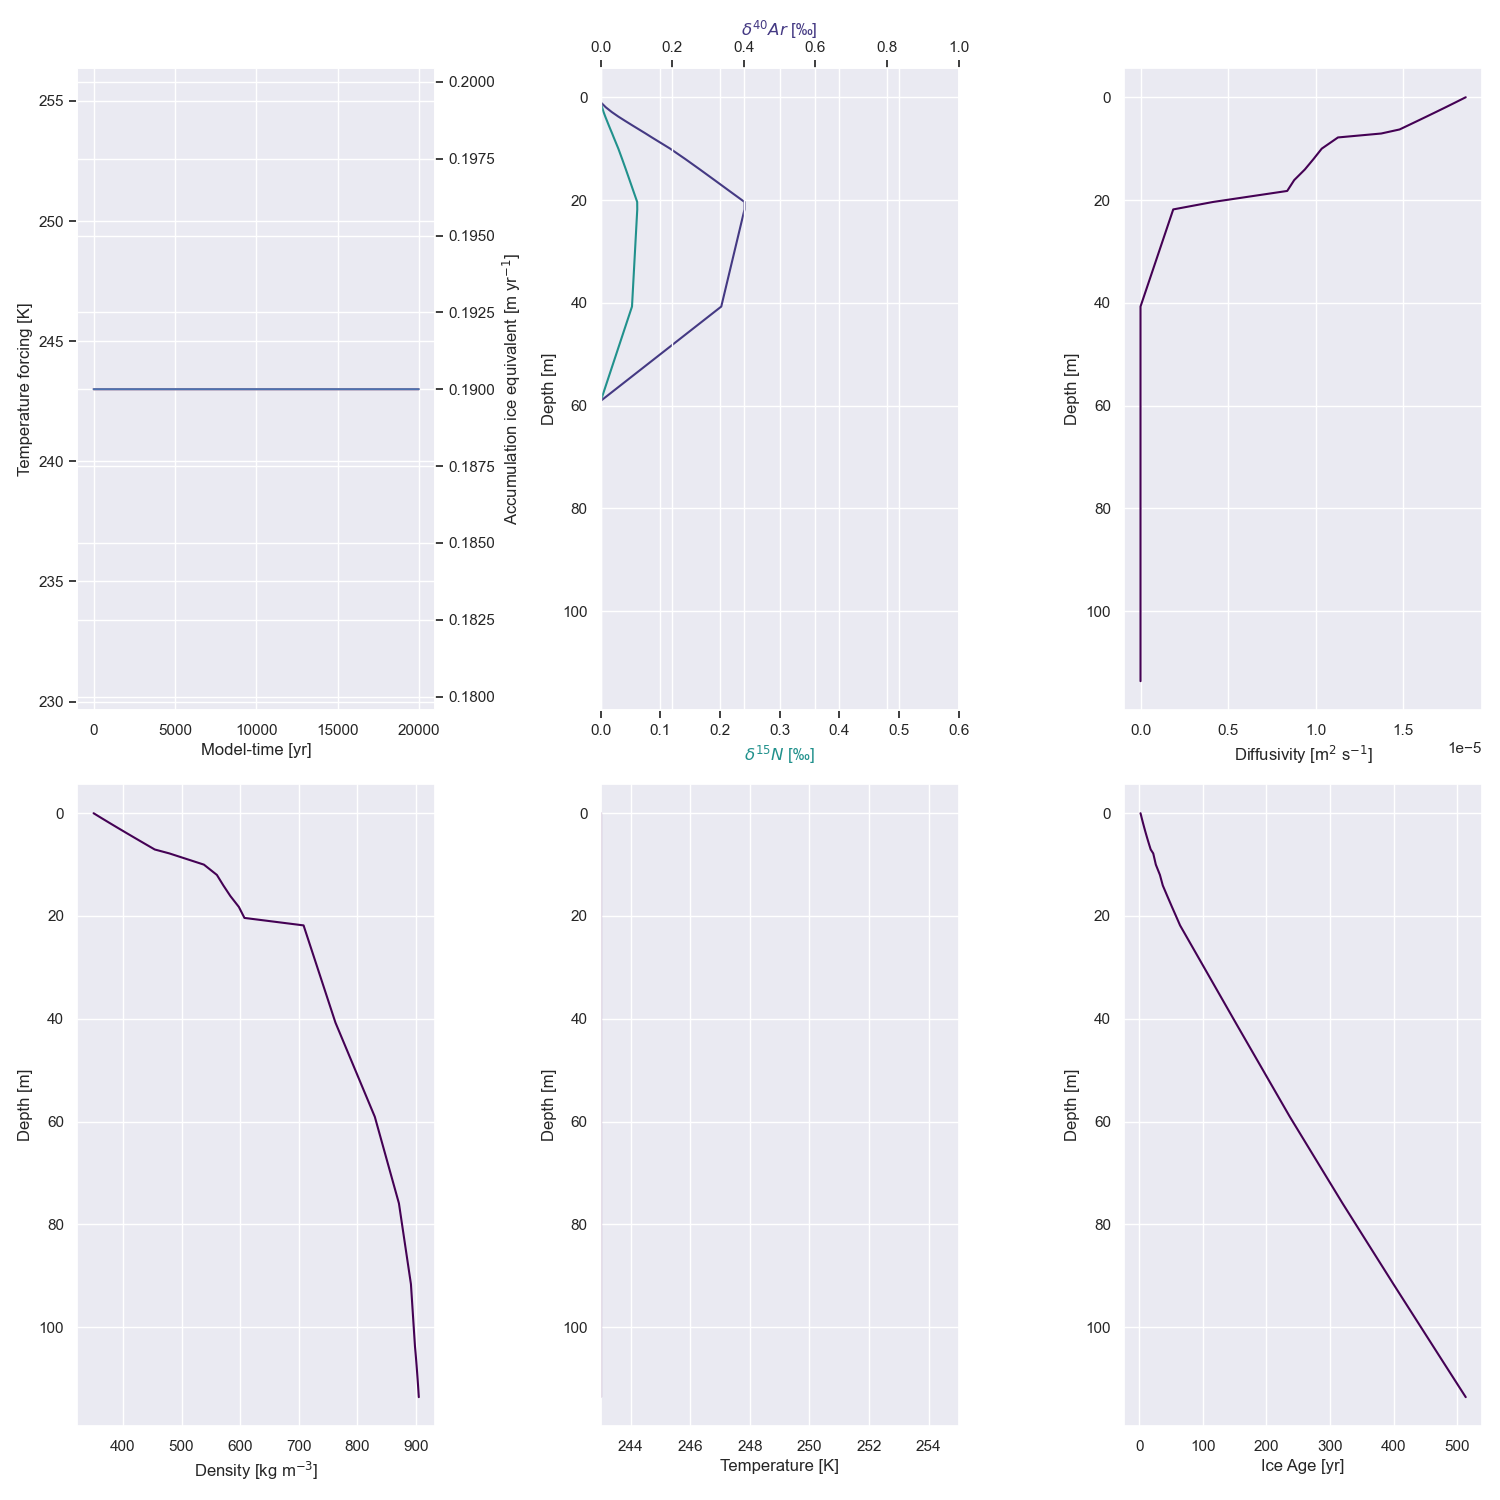 δ⁴⁰Ar [‰]
0.0 0.2 0.4 0.6 0.8 1.0
255
250
245
240
235
230
Temperature forcing [K]
0.2000
0.1975
0.1950
0.1925
0.1900
0.1875
0.1850
0.1825
0.1800
Accumulation ice equivalent [m yr⁻¹]
0 5000 10000 15000 20000
Model-time [yr]
0
20
40
60
80
100
Depth [m]
0.0 0.1 0.2 0.3 0.4 0.5 0.6
δ¹⁵N [‰]
0
20
40
60
80
100
Depth [m]
0.0 0.5 1.0 1.5
1e−5
Diffusivity [m² s⁻¹]
0
20
40
60
80
100
Depth [m]
400 500 600 700 800 900
Density [kg m⁻³]
0
20
40
60
80
100
Depth [m]
244 246 248 250 252 254
Temperature [K]
0
20
40
60
80
100
Depth [m]
0 100 200 300 400 500
Ice Age [yr]